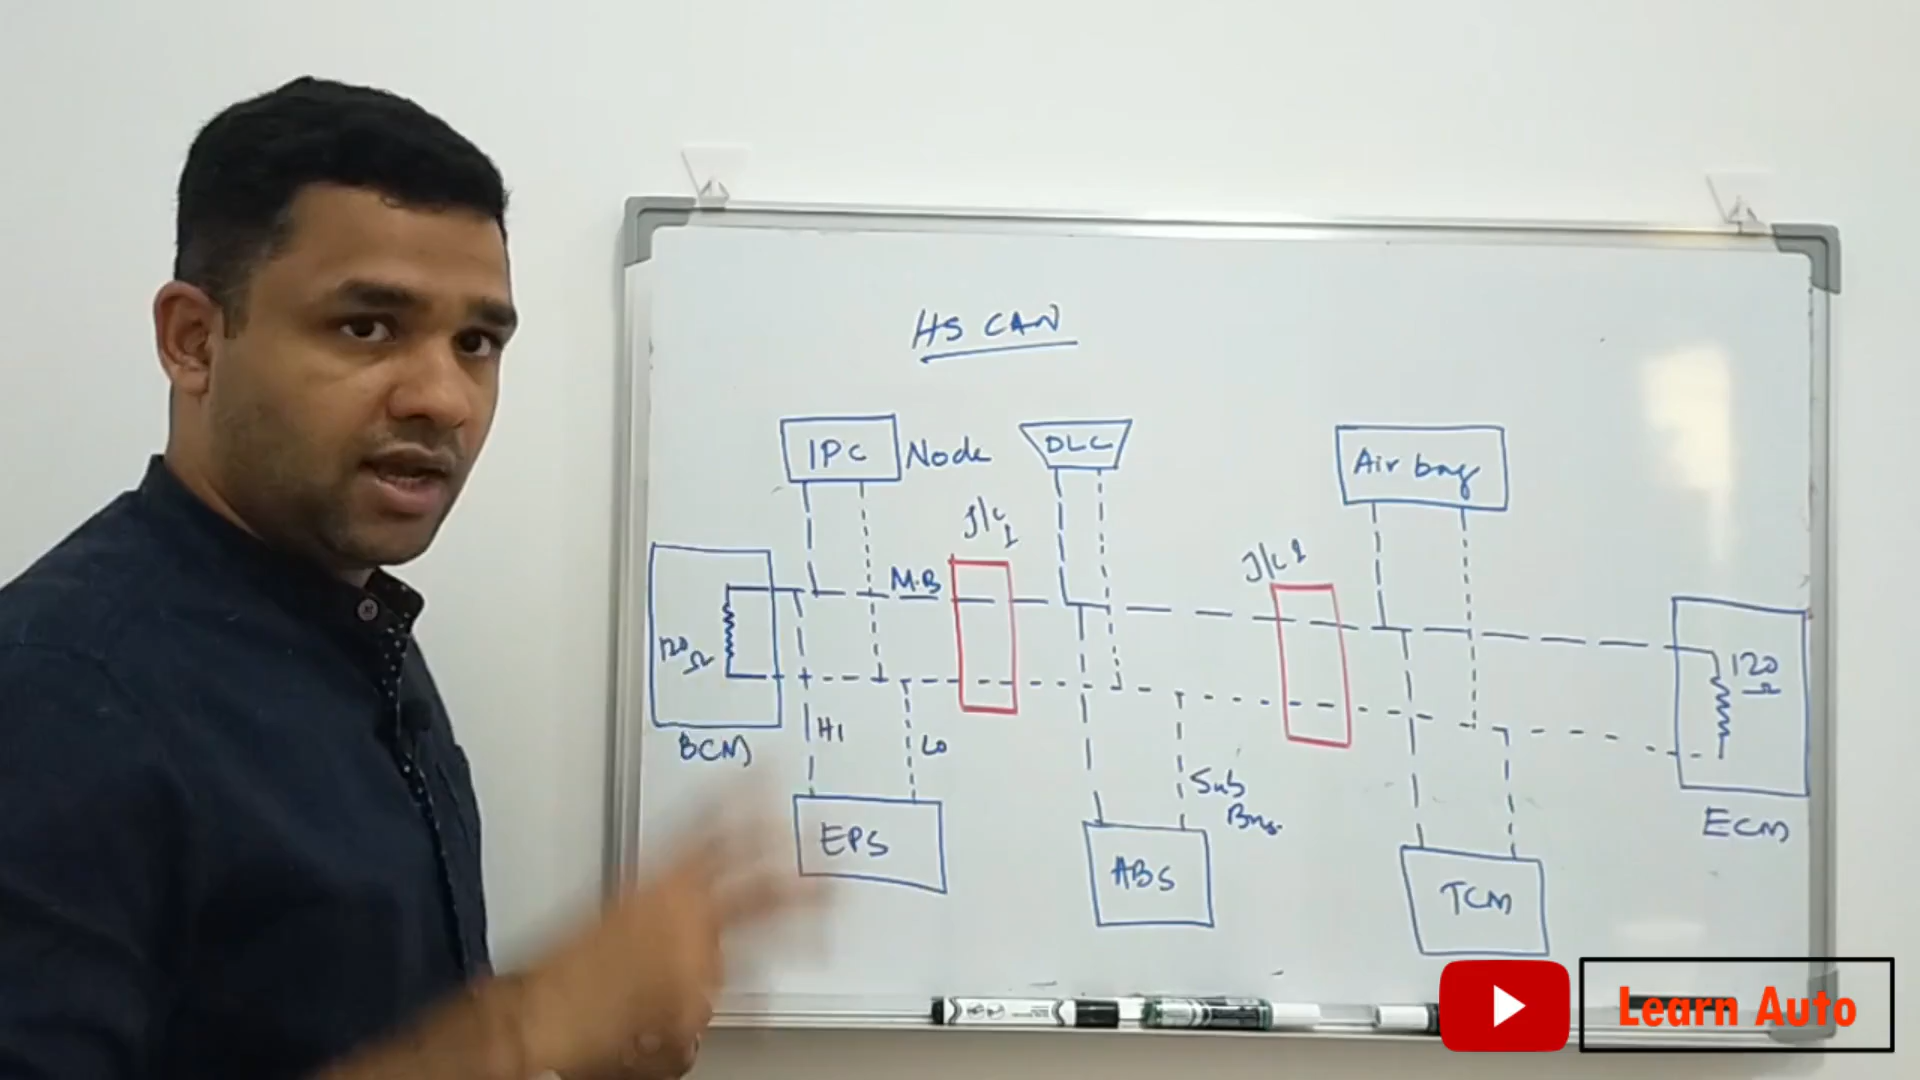 HS CAN
IPC
Node
DLC
Air bag
J/C 1
J/C 2
M.B
120
Ω
120
Ω
BCM
HI
LO
Sub
Bus.
ECM
EPS
ABS
TCM
Learn Auto